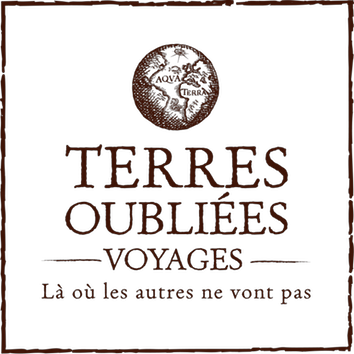 AQVA
TERRA
TERRES
OUBLIÉES
VOYAGES
Là où les autres ne vont pas